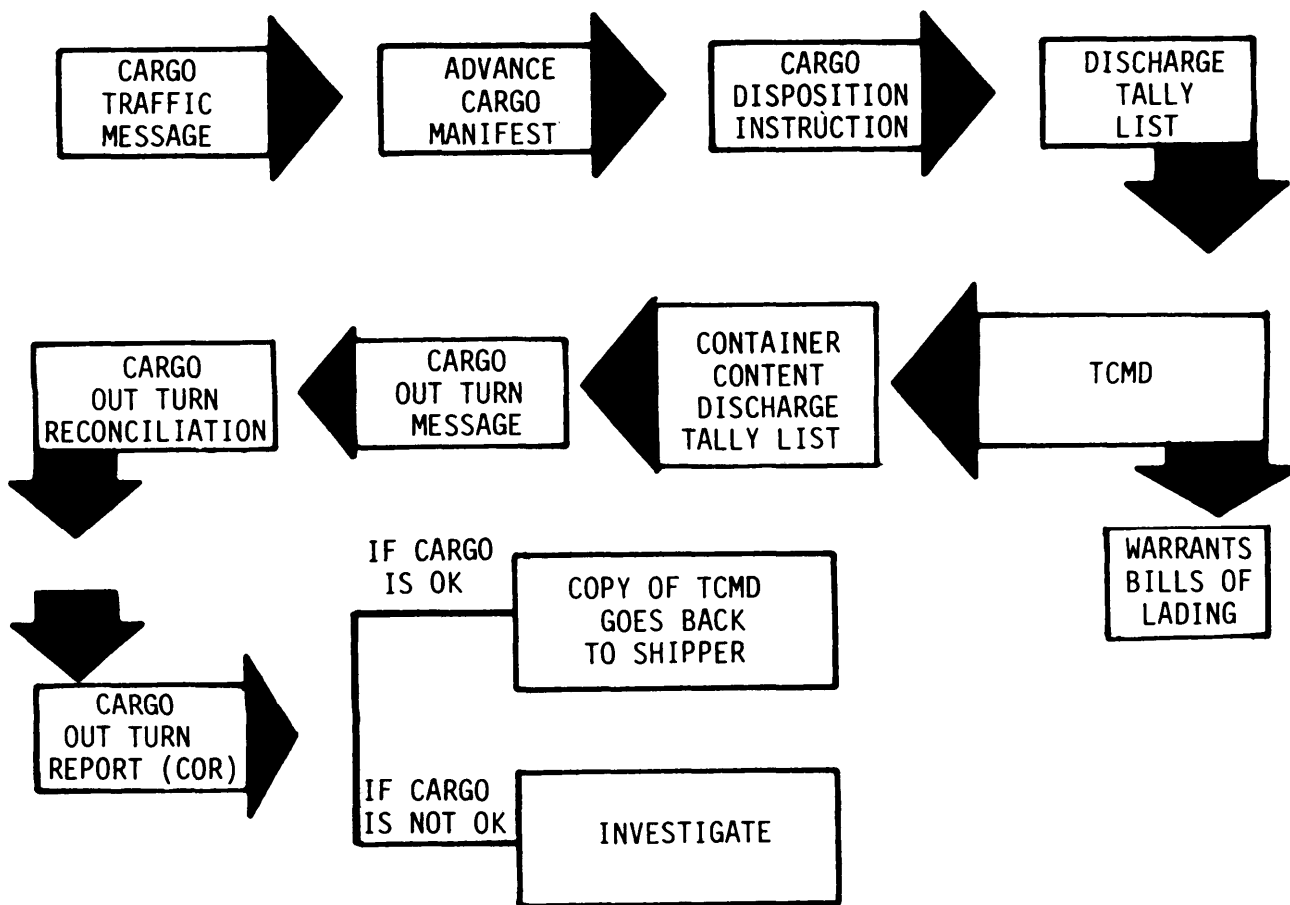 CARGO
TRAFFIC
MESSAGE
ADVANCE
CARGO
MANIFEST
CARGO
DISPOSITION
INSTRUCTION
DISCHARGE
TALLY
LIST
TCMD
CONTAINER
CONTENT
DISCHARGE
TALLY LIST
CARGO
OUT TURN
MESSAGE
CARGO
OUT TURN
RECONCILIATION
WARRANTS
BILLS OF
LADING
CARGO
OUT TURN
REPORT (COR)
IF CARGO
IS OK
COPY OF TCMD
GOES BACK
TO SHIPPER
IF CARGO
IS NOT OK
INVESTIGATE